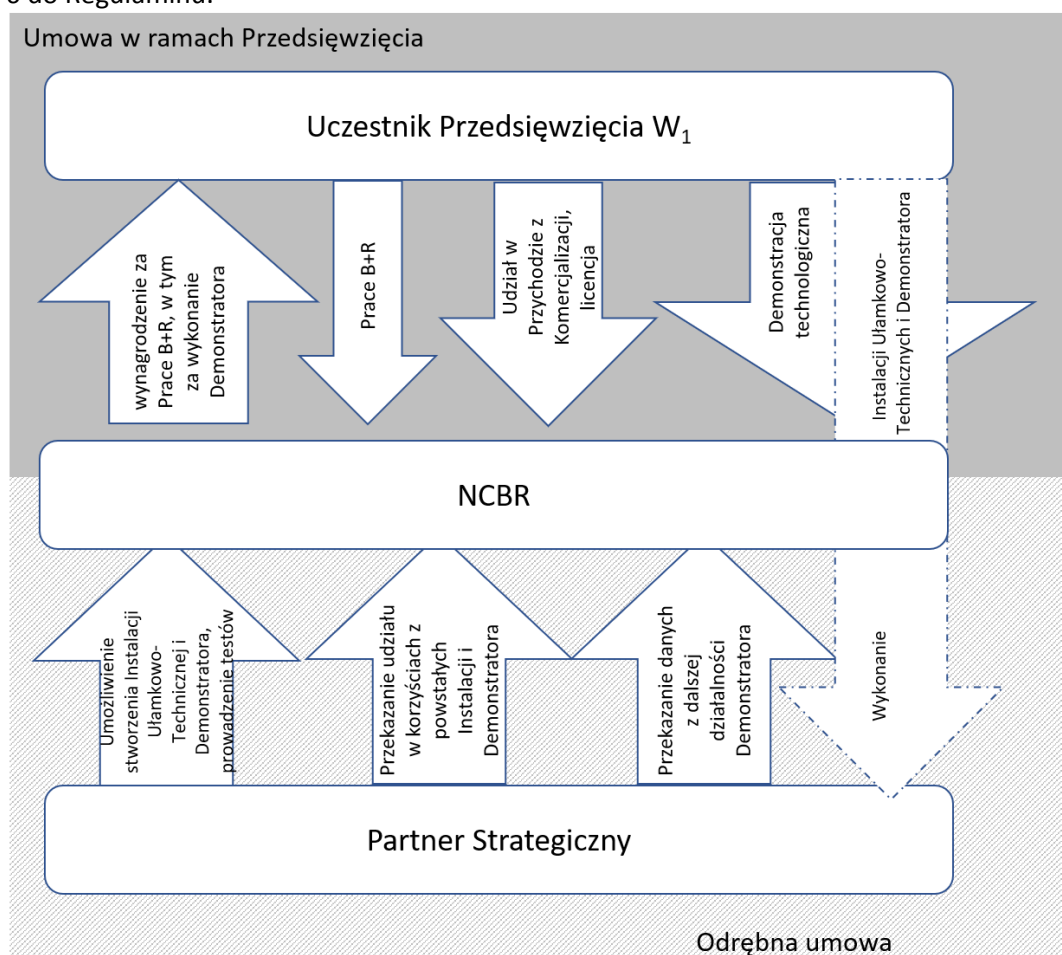 Umowa w ramach Przedsięwzięcia
Uczestnik Przedsięwzięcia W₁
wynagrodzenie za
Prace B+R, w tym
za wykonanie
Demonstratora
Prace B+R
Udział w
Przychodzie z
Komercjalizacji,
licencja
Demonstracja
technologiczna
Instalacji Ułamkowo-
Technicznych i Demonstratora
NCBR
Umożliwienie
stworzenia Instalacji
Ułamkowo-
Technicznej i
Demonstratora,
prowadzenie testów
Przekazanie udziału
w korzyściach z
powstałych
Instalacji i
Demonstratora
Przekazanie danych
z dalszej
działalności
Demonstratora
Wykonanie
Partner Strategiczny
Odrębna umowa